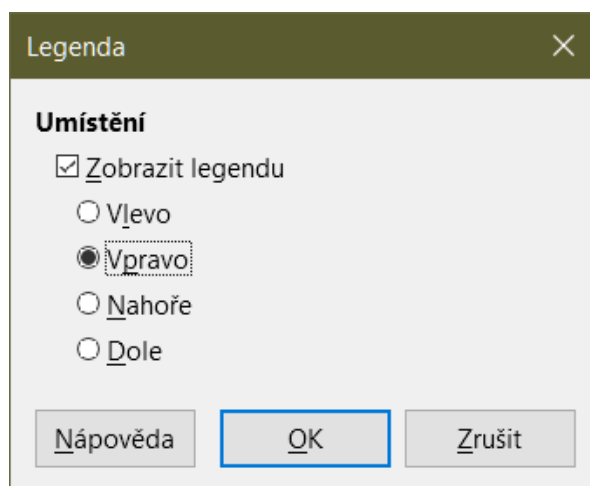 Legenda
Umístění
Zobrazit legendu
Vlevo
Vpravo
Nahoře
Dole
Nápověda OK Zrušit